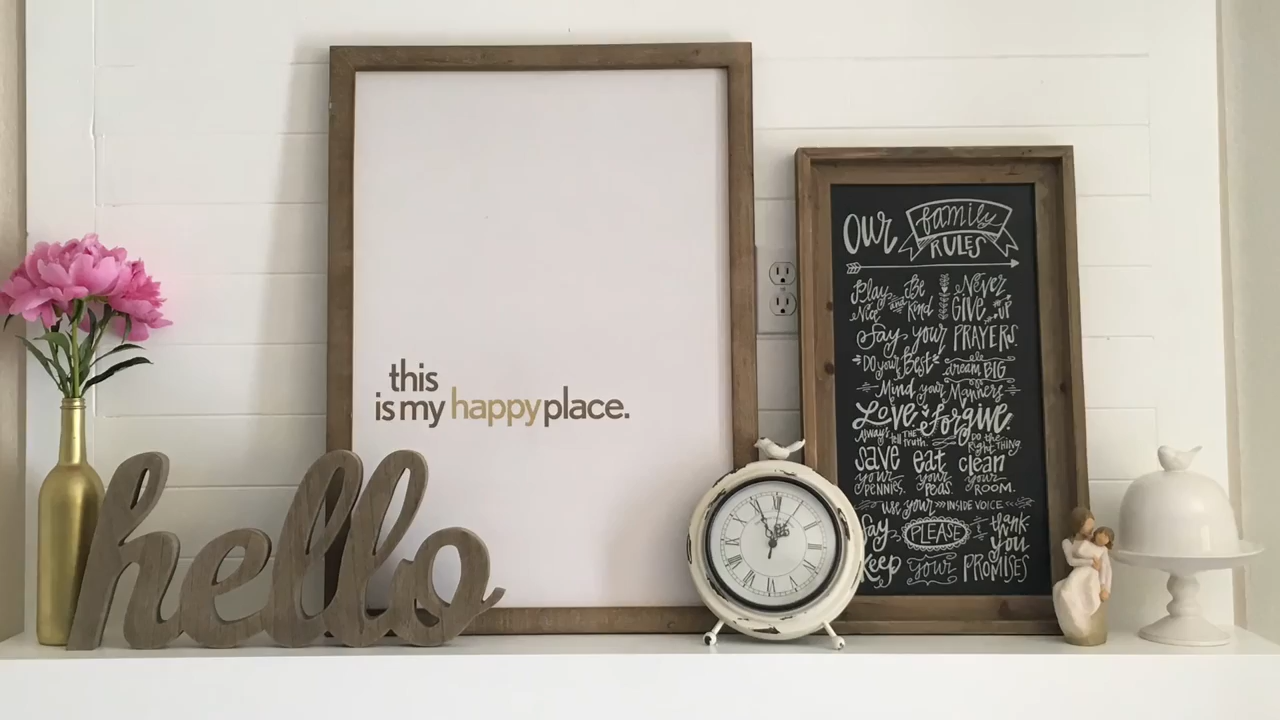 hello
this
is my happy place.
Our family
RULES
Play Nice and Be Kind
Never
GIVE UP
Say your PRAYERS
DO your Best
dream BIG
Mind your Manners
Love Forgive.
Always tell THE truth.
DO the RIGHT THING
save eat clean
your your your
PENNIES. PEAS. ROOM.
use your INSIDE VOICE
Say PLEASE thank you
Keep your PROMISES